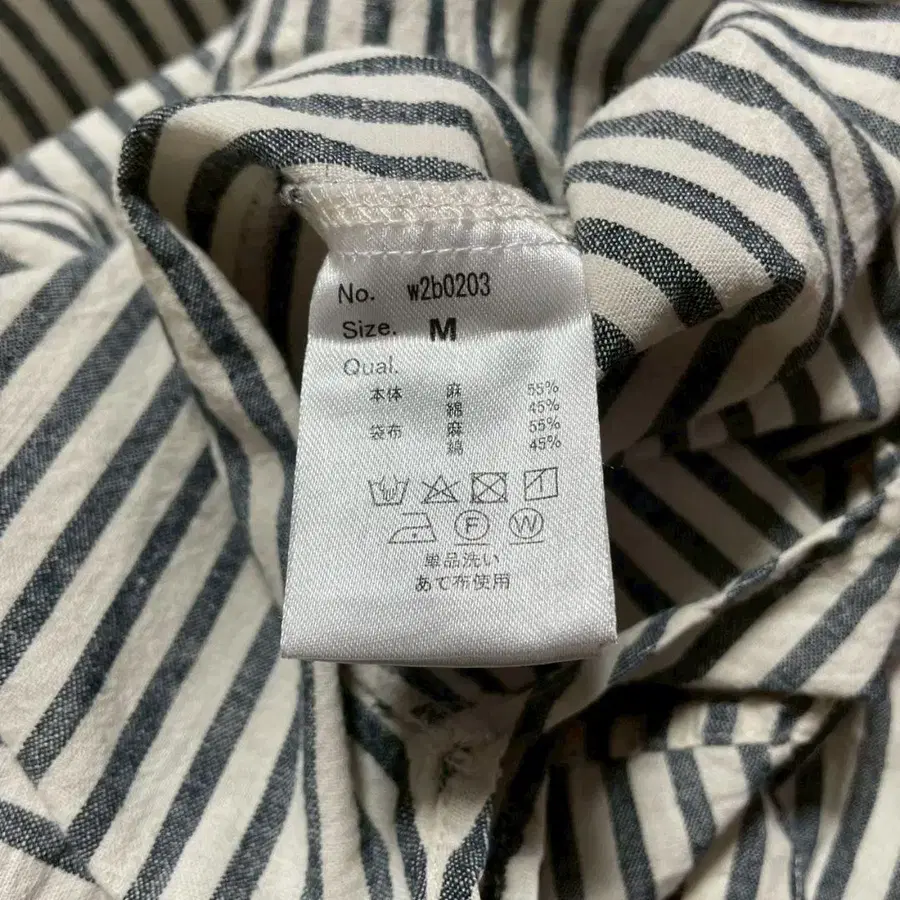 No. w2b0203
Size. M
Qual.
本体 麻 55%
綿 45%
袋布 麻 55%
綿 45%
F W
単品洗い
あて布使用